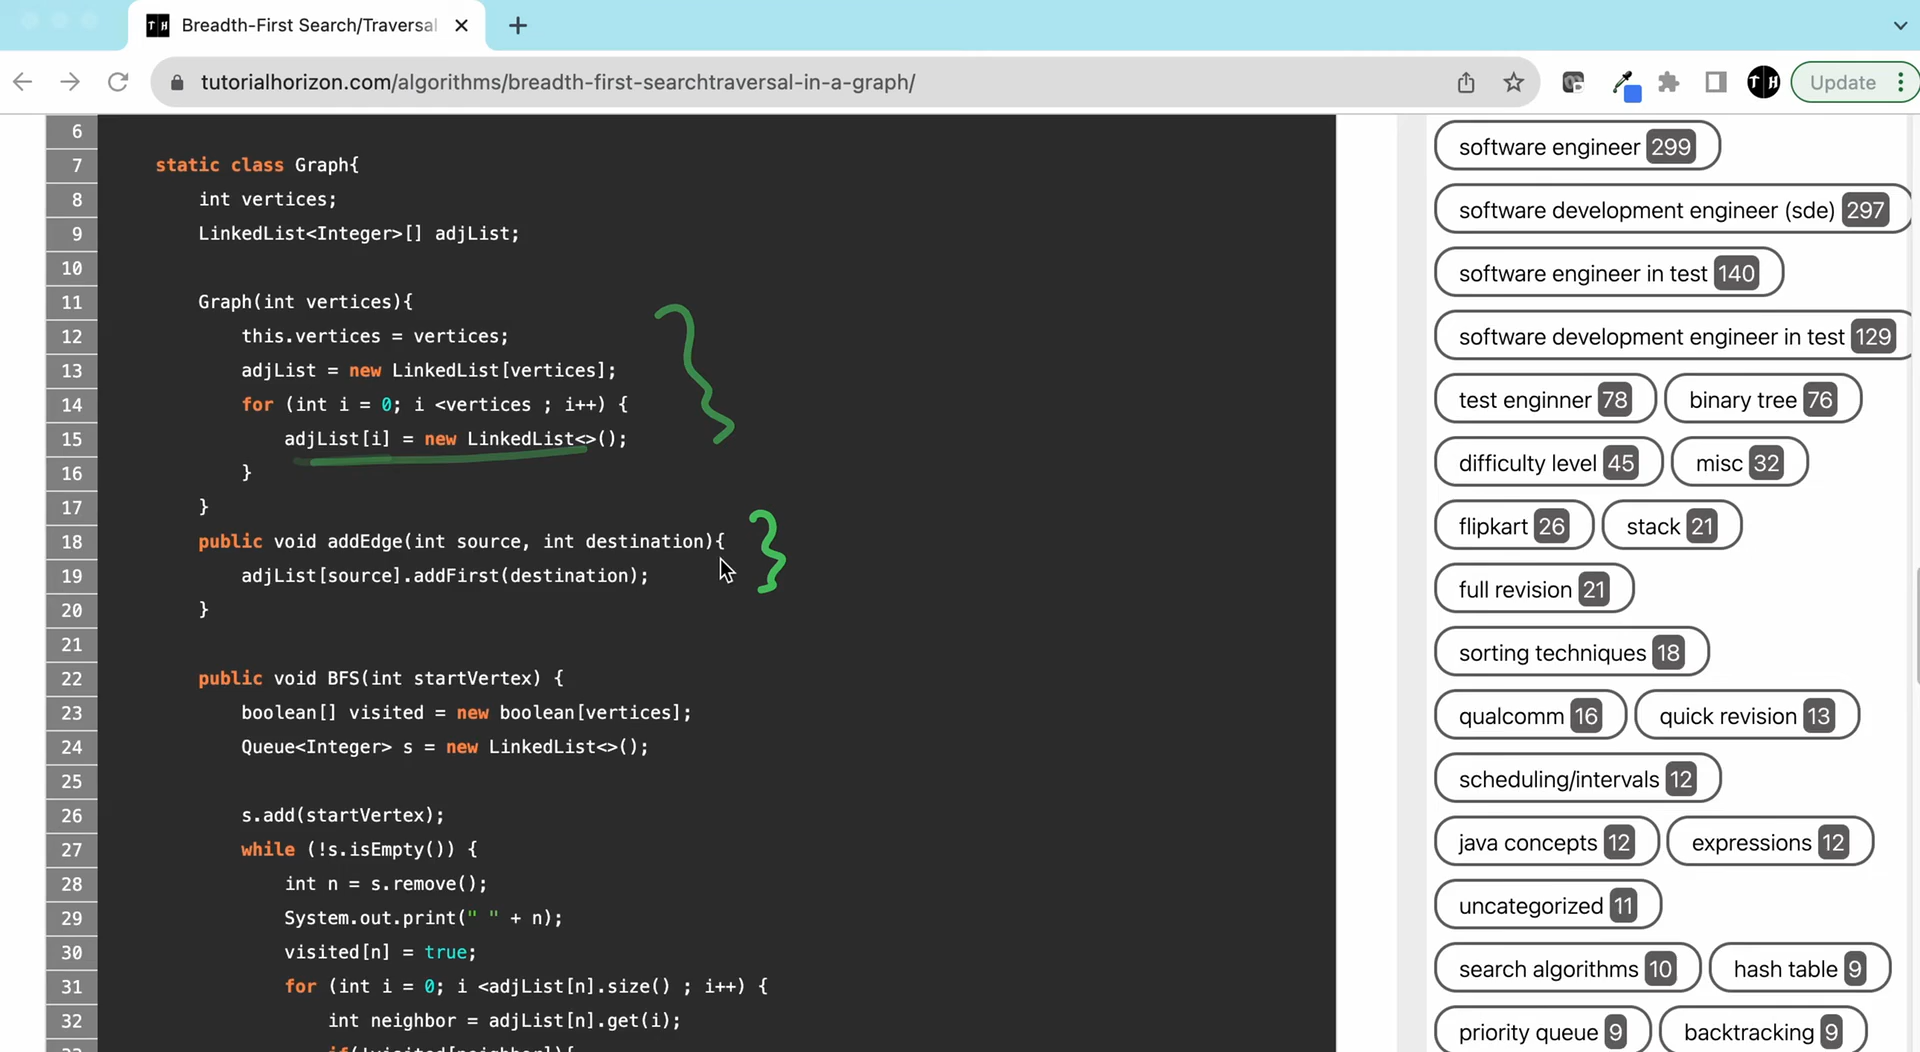 Breadth-First Search/Traversal
tutorialhorizon.com/algorithms/breadth-first-searchtraversal-in-a-graph/
TH
Update
6
7 static class Graph{
8 int vertices;
9 LinkedList<Integer>[] adjList;
10
11 Graph(int vertices){
12 this.vertices = vertices;
13 adjList = new LinkedList[vertices];
14 for (int i = 0; i <vertices ; i++) {
15 adjList[i] = new LinkedList<>();
16 }
17 }
18 public void addEdge(int source, int destination){
19 adjList[source].addFirst(destination);
20 }
21
22 public void BFS(int startVertex) {
23 boolean[] visited = new boolean[vertices];
24 Queue<Integer> s = new LinkedList<>();
25
26 s.add(startVertex);
27 while (!s.isEmpty()) {
28 int n = s.remove();
29 System.out.print(" " + n);
30 visited[n] = true;
31 for (int i = 0; i <adjList[n].size() ; i++) {
32 int neighbor = adjList[n].get(i);
software engineer 299
software development engineer (sde) 297
software engineer in test 140
software development engineer in test 129
test enginner 78 binary tree 76
difficulty level 45 misc 32
flipkart 26 stack 21
full revision 21
sorting techniques 18
qualcomm 16 quick revision 13
scheduling/intervals 12
java concepts 12 expressions 12
uncategorized 11
search algorithms 10 hash table 9
priority queue 9 backtracking 9